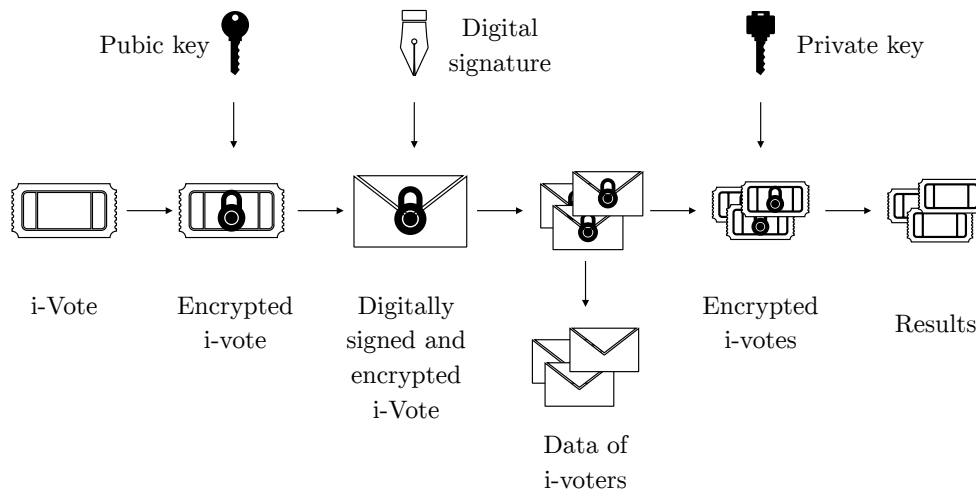 Pubic key
Digital
signature
Private key
i-Vote
Encrypted
i-vote
Digitally
signed and
encrypted
i-Vote
Encrypted
i-votes
Results
Data of
i-voters